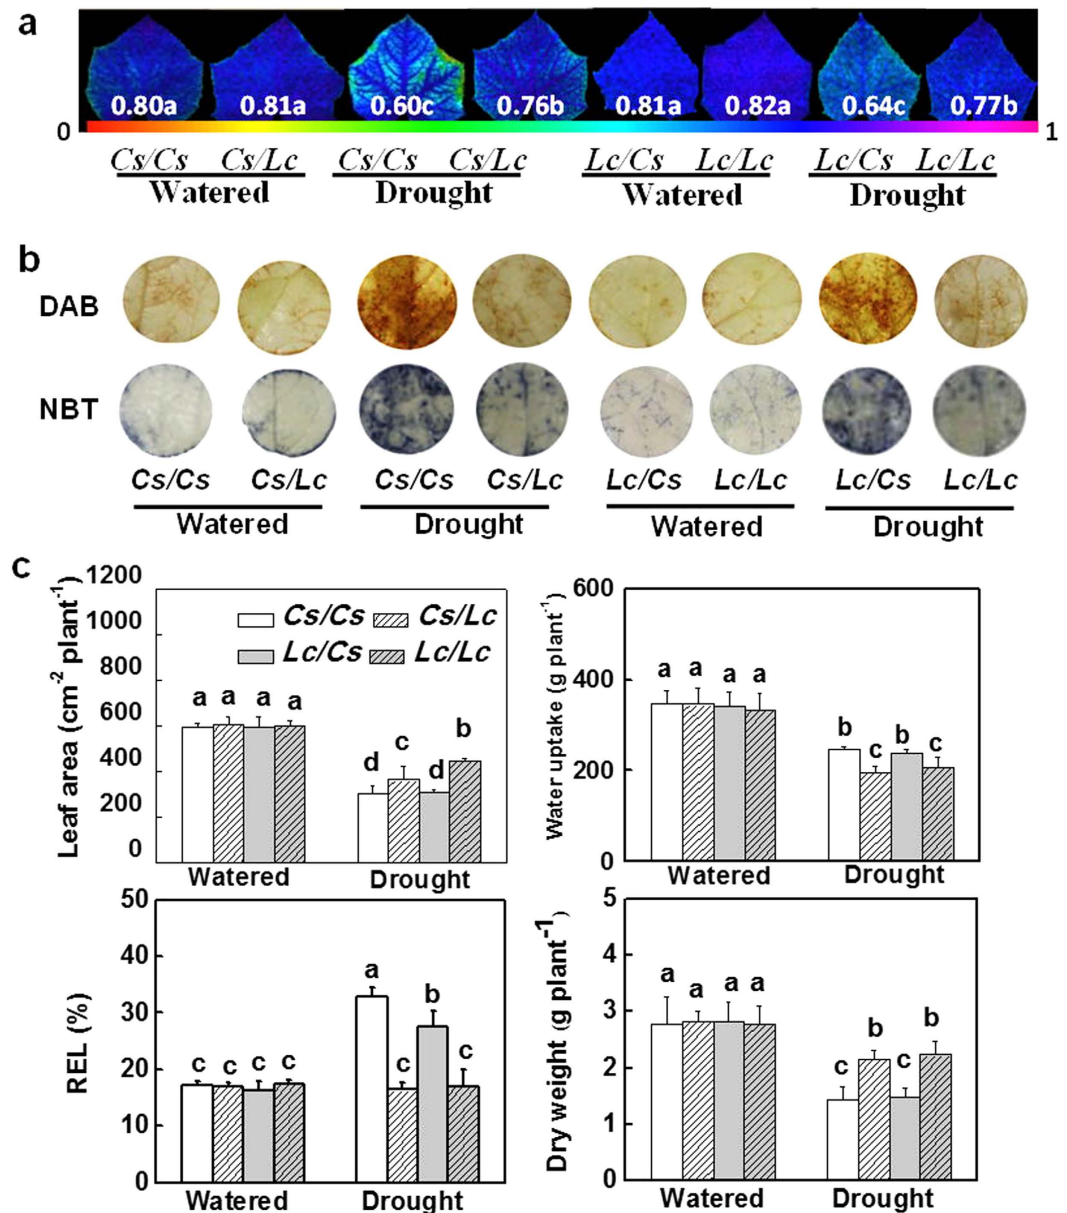 a
0.80a 0.81a 0.60c 0.76b 0.81a 0.82a 0.64c 0.77b
0 1
Cs/Cs Cs/Lc Cs/Cs Cs/Lc Lc/Cs Lc/Lc Lc/Cs Lc/Lc
Watered Drought Watered Drought
b
DAB
NBT
Cs/Cs Cs/Lc Cs/Cs Cs/Lc Lc/Cs Lc/Lc Lc/Cs Lc/Lc
Watered Drought Watered Drought
c
Leaf area (cm⁻² plant⁻¹)
1200
1000
800
600
400
200
0
Cs/Cs Cs/Lc
Lc/Cs Lc/Lc
a a a a
d c d b
Watered Drought
Water uptake (g plant⁻¹)
600
400
200
0
a a a a
b c b c
Watered Drought
REL (%)
50
40
30
20
10
0
c c c c
a c b c
Watered Drought
Dry weight (g plant⁻¹)
5
4
3
2
1
0
a a a a
c b c b
Watered Drought